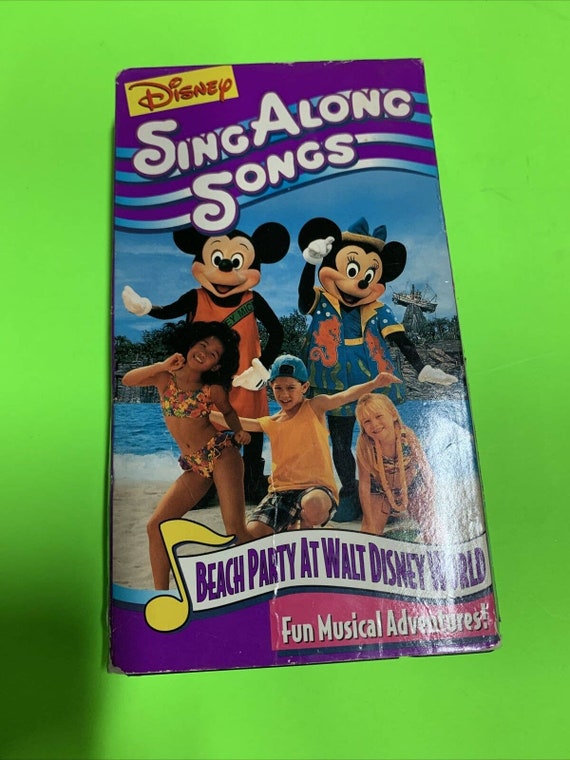 Disney
Sing Along
Songs
Beach Party At Walt Disney World
Fun Musical Adventures!